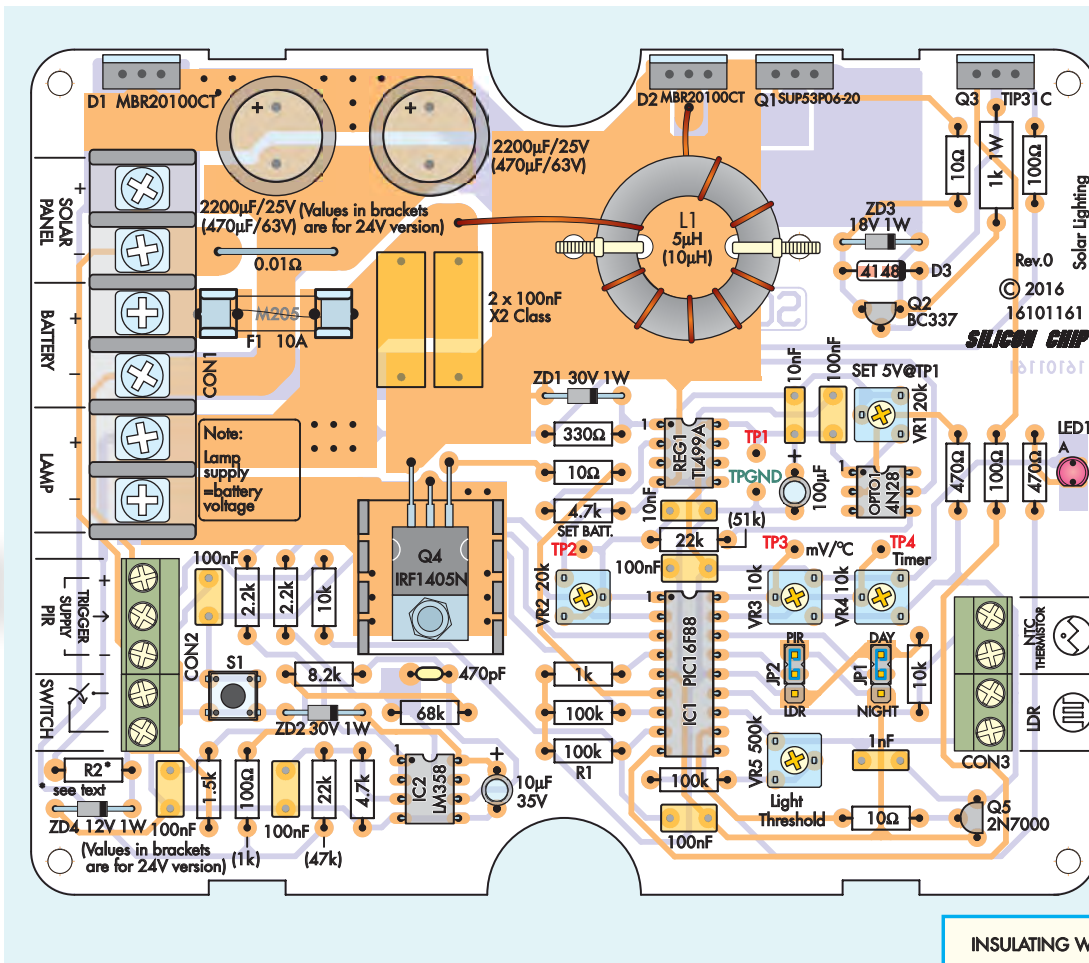 D1 MBR20100CT
D2 MBR20100CT
Q1 SUP53P06-20
Q3 TIP31C
+
+
2200µF/25V
(470µF/63V)
2200µF/25V (Values in brackets
(470µF/63V) are for 24V version)
0.01Ω
L1
5µH
(10µH)
10Ω
1k 1W
100Ω
ZD3
18V 1W
4148
D3
Q2
BC337
Solar Lighting
Rev.0
© 2016
16101161
SILICON CHIP
16101161
SOLAR
PANEL
+
−
BATTERY
+
−
LAMP
+
−
CON1
M205
F1 10A
2 x 100nF
X2 Class
Note:
Lamp
supply
=battery
voltage
ZD1 30V 1W
330Ω
10Ω
4.7k
SET BATT.
TP2
VR2 20k
1
REG1
TL499A
10nF
TP1
TPGND
10nF
100nF
SET 5V@TP1
VR1 20k
+
100µF
OPTO1
4N28
470Ω
100Ω
470Ω
LED1
A
(51k)
22k
100nF
TP3
mV/°C
VR3 10k
TP4
Timer
VR4 10k
Q4
IRF1405N
TRIGGER
SUPPLY
PIR
+
−
SWITCH
CON2
100nF
2.2k
2.2k
10k
S1
8.2k
ZD2 30V 1W
470pF
68k
1k
100k
100k
R1
1
PIC16F88
IC1
PIR
JP2
LDR
DAY
JP1
NIGHT
10k
NTC
THERMISTOR
LDR
CON3
VR5 500k
Light
Threshold
1nF
10Ω
Q5
2N7000
100k
100nF
R2*
* see text
ZD4 12V 1W
100nF
1.5k
100Ω
(1k)
100nF
22k
(47k)
4.7k
1
IC2
LM358
+
10µF
35V
(Values in brackets
are for 24V version)
INSULATING